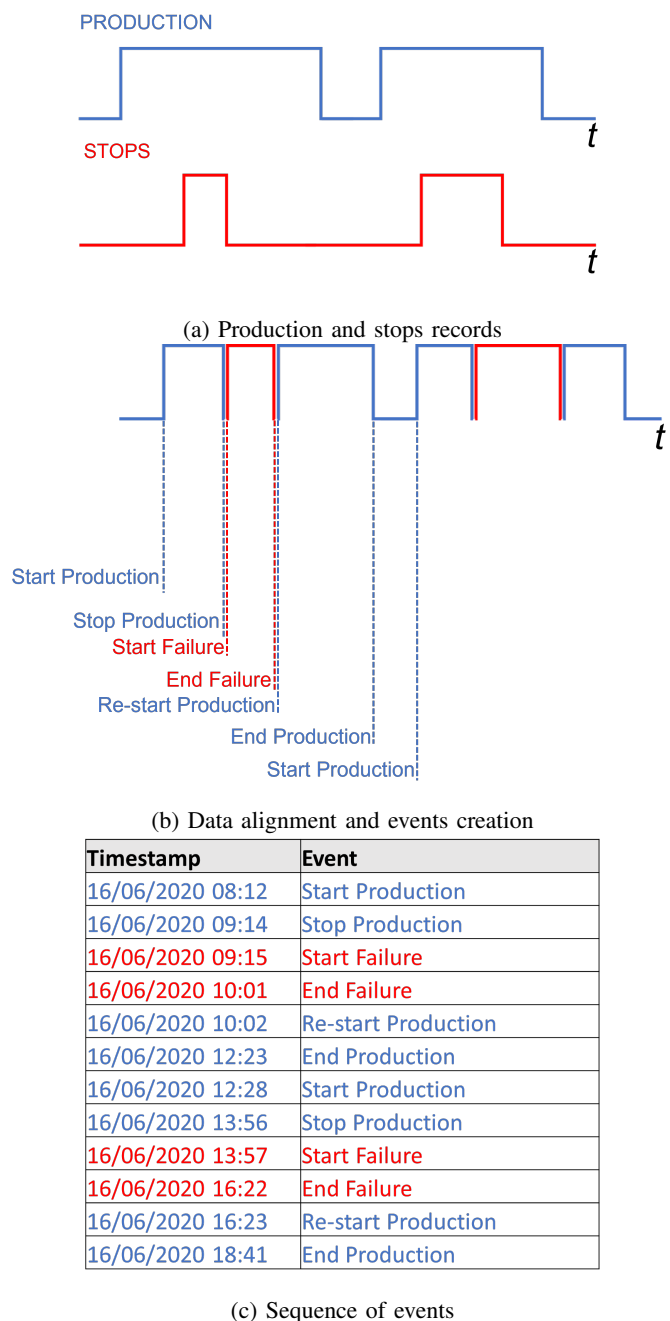 PRODUCTION
t
STOPS
t
(a) Production and stops records
t
Start Production
Stop Production
Start Failure
End Failure
Re-start Production
End Production
Start Production
(b) Data alignment and events creation
Timestamp Event
16/06/2020 08:12 Start Production
16/06/2020 09:14 Stop Production
16/06/2020 09:15 Start Failure
16/06/2020 10:01 End Failure
16/06/2020 10:02 Re-start Production
16/06/2020 12:23 End Production
16/06/2020 12:28 Start Production
16/06/2020 13:56 Stop Production
16/06/2020 13:57 Start Failure
16/06/2020 16:22 End Failure
16/06/2020 16:23 Re-start Production
16/06/2020 18:41 End Production
(c) Sequence of events